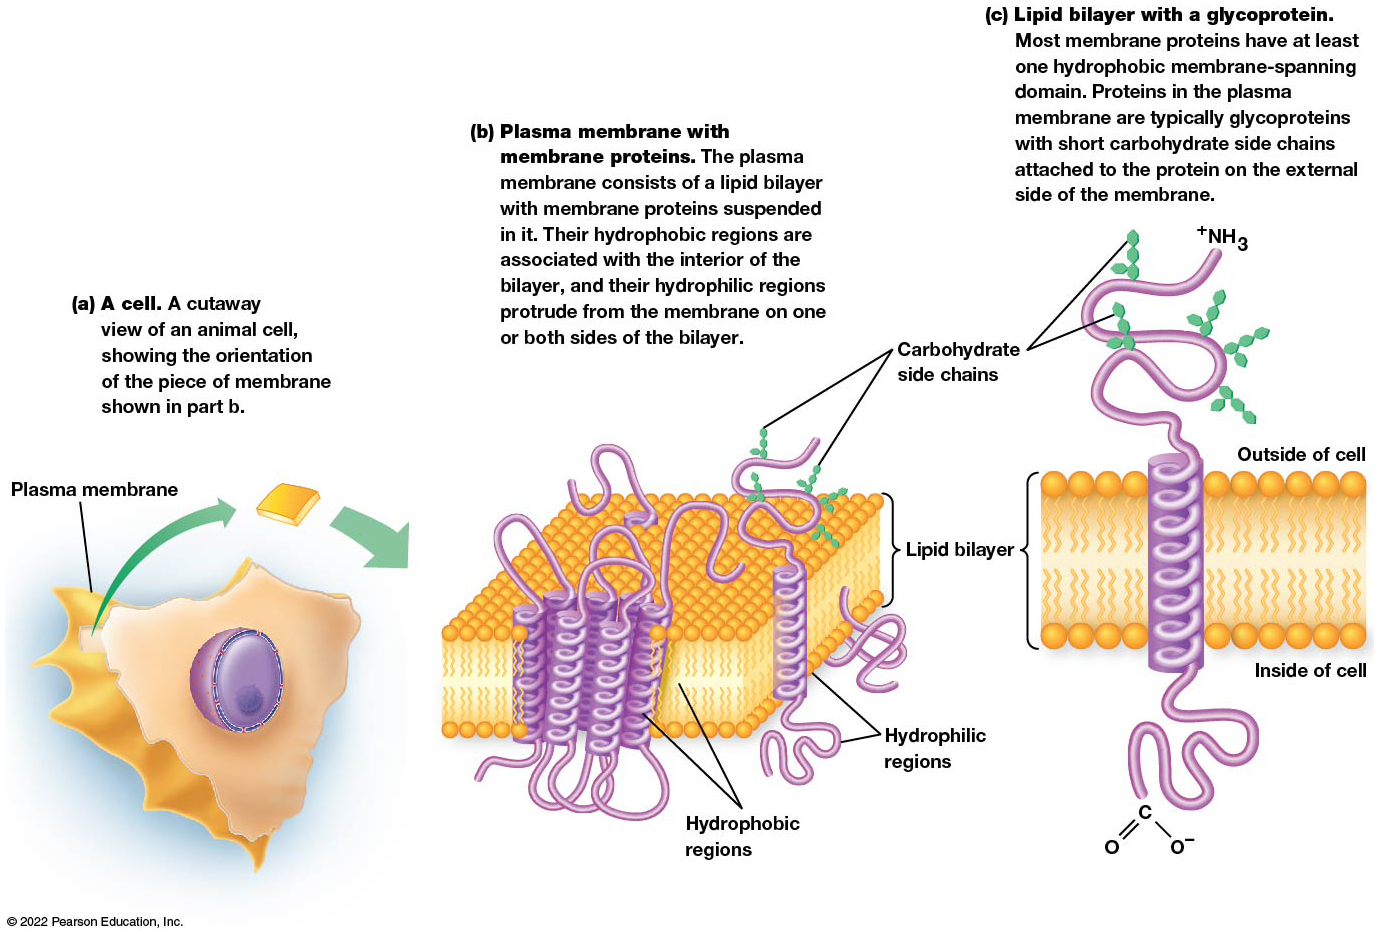 (a) A cell. A cutaway
view of an animal cell,
showing the orientation
of the piece of membrane
shown in part b.
Plasma membrane
(b) Plasma membrane with
membrane proteins. The plasma
membrane consists of a lipid bilayer
with membrane proteins suspended
in it. Their hydrophobic regions are
associated with the interior of the
bilayer, and their hydrophilic regions
protrude from the membrane on one
or both sides of the bilayer.
(c) Lipid bilayer with a glycoprotein.
Most membrane proteins have at least
one hydrophobic membrane-spanning
domain. Proteins in the plasma
membrane are typically glycoproteins
with short carbohydrate side chains
attached to the protein on the external
side of the membrane.
+NH3
Carbohydrate
side chains
Outside of cell
Lipid bilayer
Inside of cell
Hydrophilic
regions
Hydrophobic
regions
C
O
O−
© 2022 Pearson Education, Inc.